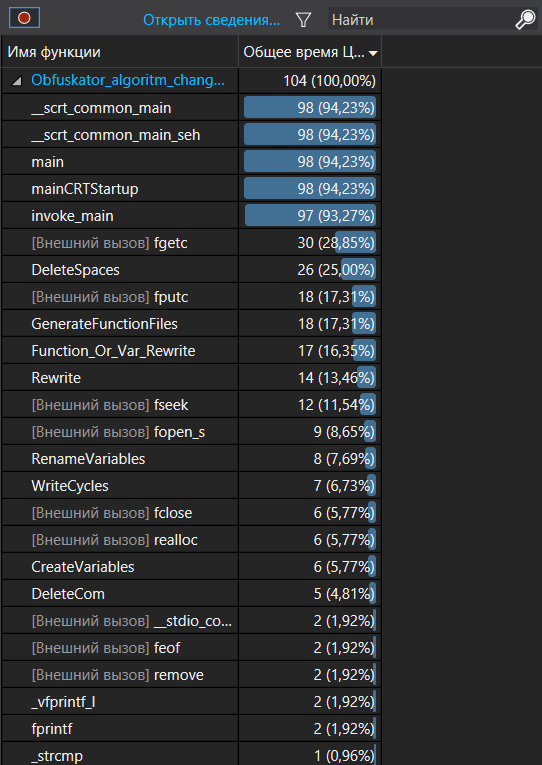 Открыть сведения... Найти
Имя функции Общее время Ц...
Obfuskator_algoritm_chang... 104 (100,00%)
__scrt_common_main 98 (94,23%)
__scrt_common_main_seh 98 (94,23%)
main 98 (94,23%)
mainCRTStartup 98 (94,23%)
invoke_main 97 (93,27%)
[Внешний вызов] fgetc 30 (28,85%)
DeleteSpaces 26 (25,00%)
[Внешний вызов] fputc 18 (17,31%)
GenerateFunctionFiles 18 (17,31%)
Function_Or_Var_Rewrite 17 (16,35%)
Rewrite 14 (13,46%)
[Внешний вызов] fseek 12 (11,54%)
[Внешний вызов] fopen_s 9 (8,65%)
RenameVariables 8 (7,69%)
WriteCycles 7 (6,73%)
[Внешний вызов] fclose 6 (5,77%)
[Внешний вызов] realloc 6 (5,77%)
CreateVariables 6 (5,77%)
DeleteCom 5 (4,81%)
[Внешний вызов] __stdio_co... 2 (1,92%)
[Внешний вызов] feof 2 (1,92%)
[Внешний вызов] remove 2 (1,92%)
_vfprintf_l 2 (1,92%)
fprintf 2 (1,92%)
_strcmp 1 (0,96%)